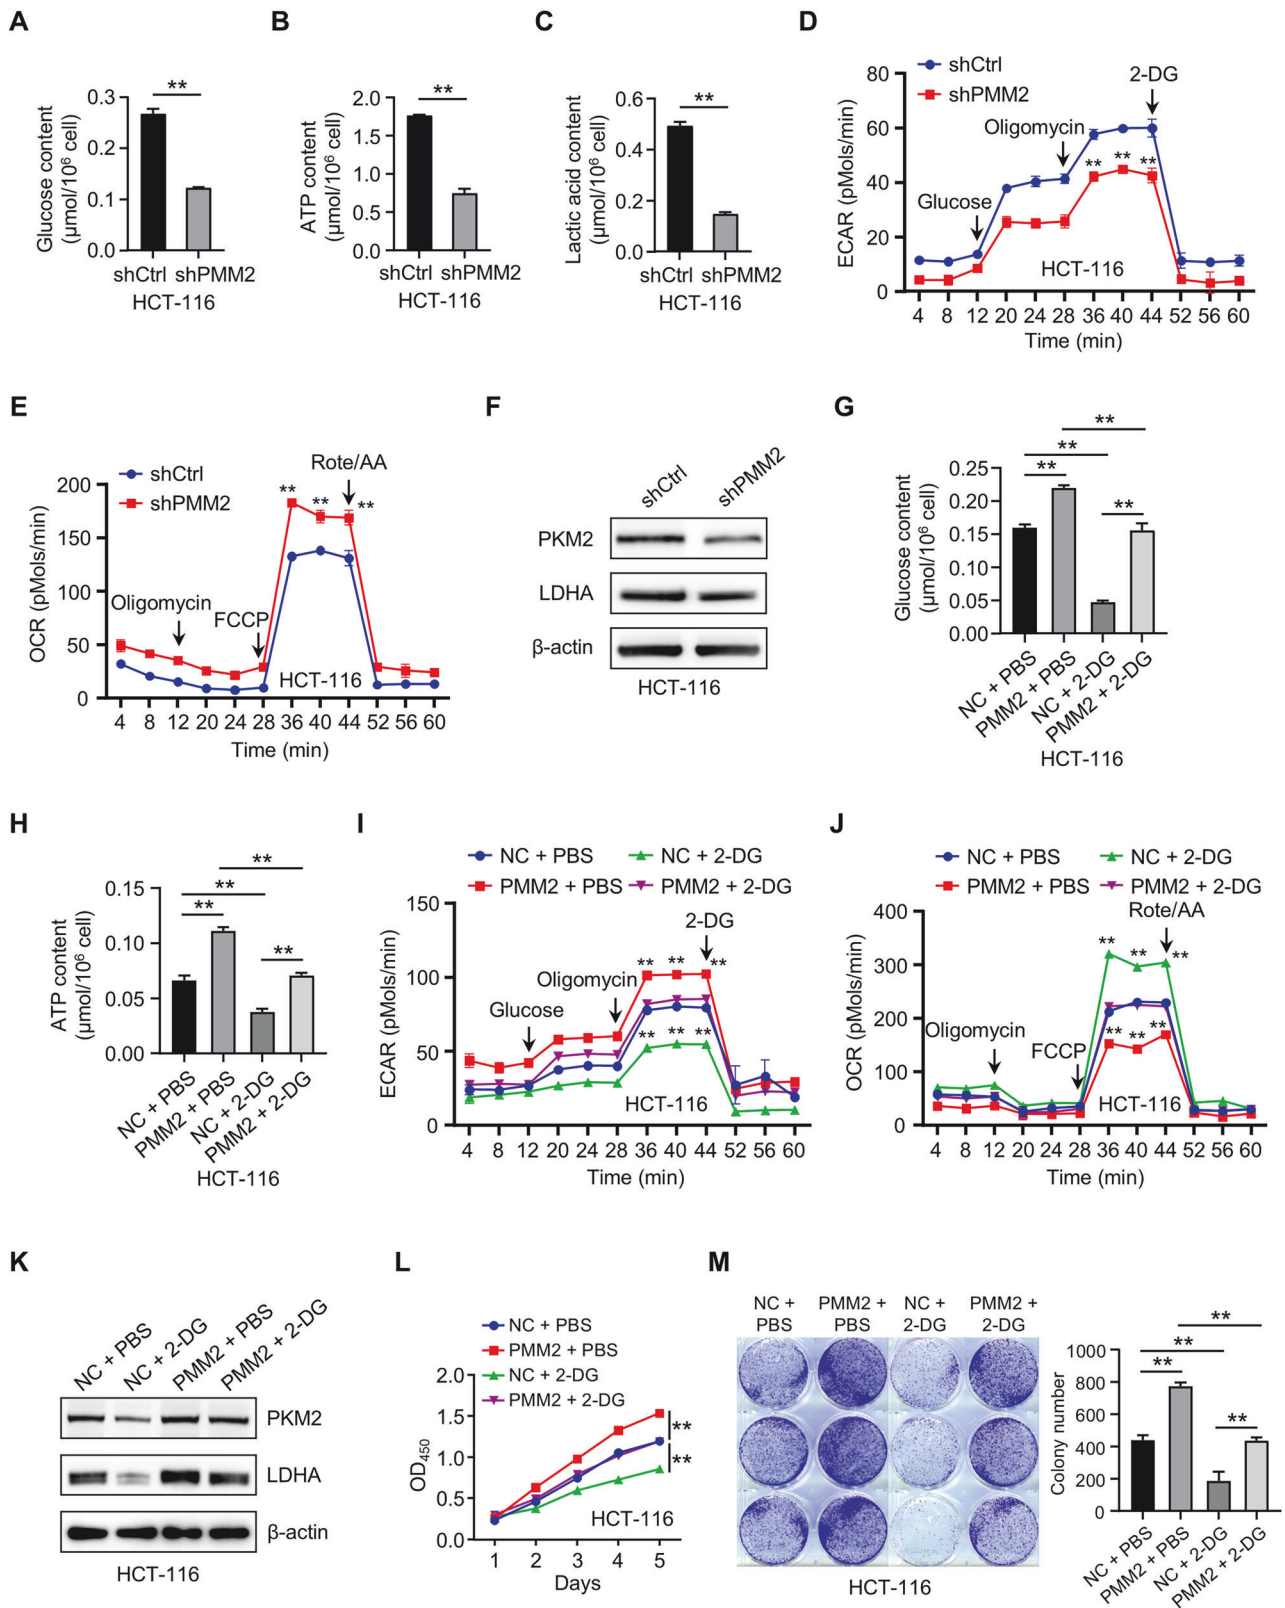 A
Glucose content
(μmol/10⁶ cell)
0.3
0.2
0.1
0.0
**
shCtrl shPMM2
HCT-116
B
ATP content
(μmol/10⁶ cell)
2.0
1.5
1.0
0.5
0.0
**
shCtrl shPMM2
HCT-116
C
Lactic acid content
(μmol/10⁶ cell)
0.6
0.4
0.2
0.0
**
shCtrl shPMM2
HCT-116
D
shCtrl
shPMM2
2-DG
Oligomycin
Glucose
** ** **
ECAR (pMols/min)
80
60
40
20
0
HCT-116
4 8 12 20 24 28 36 40 44 52 56 60
Time (min)
E
shCtrl
shPMM2
Rote/AA
** ** **
Oligomycin
FCCP
OCR (pMols/min)
200
150
100
50
0
HCT-116
4 8 12 20 24 28 36 40 44 52 56 60
Time (min)
F
shCtrl shPMM2
PKM2
LDHA
β-actin
HCT-116
G
Glucose content
(μmol/10⁶ cell)
0.25
0.20
0.15
0.10
0.05
0.00
**
**
**
**
NC + PBS
PMM2 + PBS
NC + 2-DG
PMM2 + 2-DG
HCT-116
H
ATP content
(μmol/10⁶ cell)
0.15
0.10
0.05
0.00
**
**
**
**
NC + PBS
PMM2 + PBS
NC + 2-DG
PMM2 + 2-DG
HCT-116
I
NC + PBS NC + 2-DG
PMM2 + PBS PMM2 + 2-DG
2-DG
Oligomycin
Glucose
** ** **
** ** **
ECAR (pMols/min)
150
100
50
0
HCT-116
4 8 12 20 24 28 36 40 44 52 56 60
Time (min)
J
NC + PBS NC + 2-DG
PMM2 + PBS PMM2 + 2-DG
Rote/AA
** ** **
** ** **
Oligomycin
FCCP
OCR (pMols/min)
400
300
200
100
0
HCT-116
4 8 12 20 24 28 36 40 44 52 56 60
Time (min)
K
NC + PBS
NC + 2-DG
PMM2 + PBS
PMM2 + 2-DG
PKM2
LDHA
β-actin
HCT-116
L
NC + PBS
PMM2 + PBS
NC + 2-DG
PMM2 + 2-DG
OD₄₅₀
2.0
1.5
1.0
0.5
0.0
**
**
HCT-116
1 2 3 4 5
Days
M
NC + PMM2 + NC + PMM2 +
PBS PBS 2-DG 2-DG
HCT-116
Colony number
1000
800
600
400
200
0
**
**
**
**
NC + PBS
PMM2 + PBS
NC + 2-DG
PMM2 + 2-DG